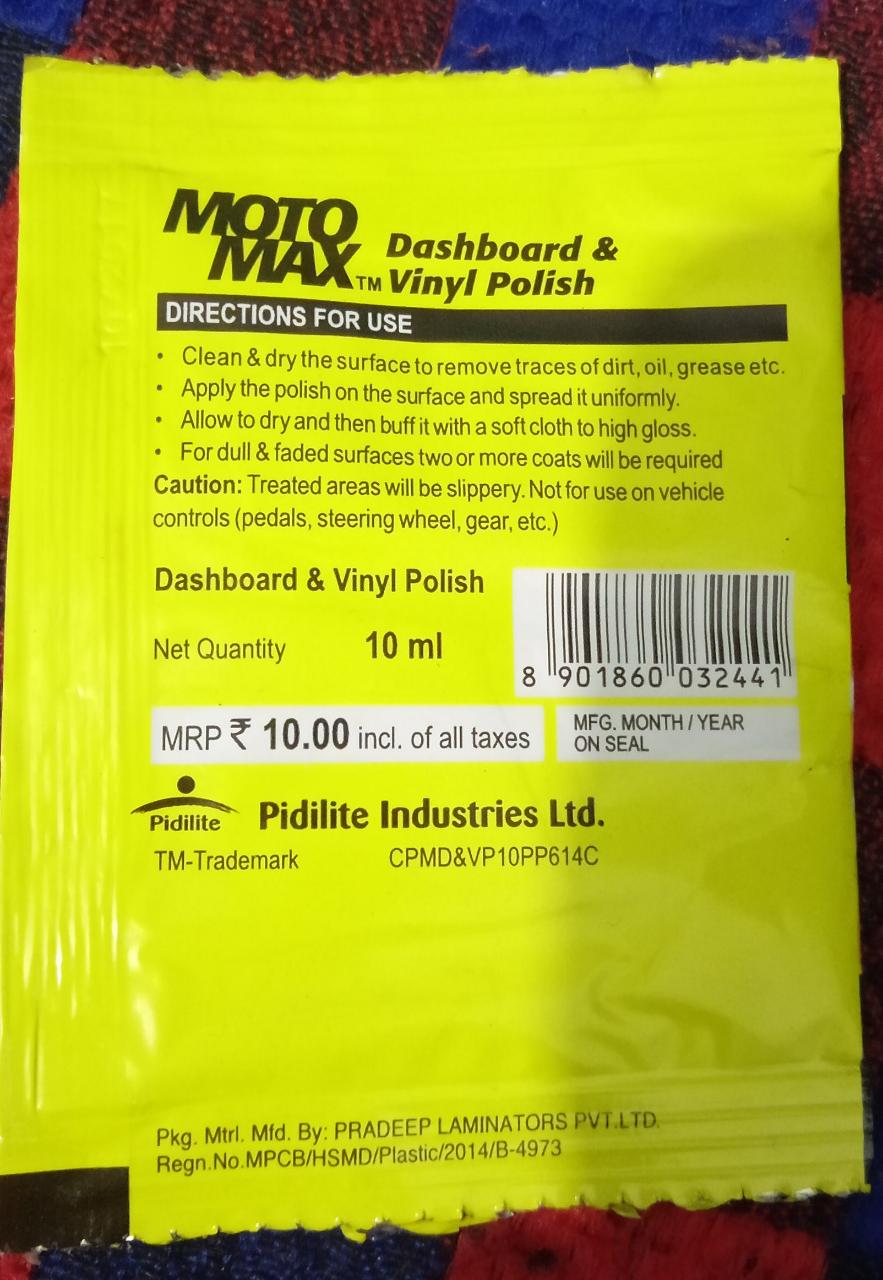 MOTO
MAX TM Dashboard &
Vinyl Polish
DIRECTIONS FOR USE
• Clean & dry the surface to remove traces of dirt, oil, grease etc.
• Apply the polish on the surface and spread it uniformly.
• Allow to dry and then buff it with a soft cloth to high gloss.
• For dull & faded surfaces two or more coats will be required
Caution: Treated areas will be slippery. Not for use on vehicle
controls (pedals, steering wheel, gear, etc.)
Dashboard & Vinyl Polish
Net Quantity 10 ml
8 901860 032441
MRP ₹ 10.00 incl. of all taxes
MFG. MONTH / YEAR
ON SEAL
Pidilite Pidilite Industries Ltd.
TM-Trademark CPMD&VP10PP614C
Pkg. Mtrl. Mfd. By: PRADEEP LAMINATORS PVT.LTD.
Regn.No.MPCB/HSMD/Plastic/2014/B-4973